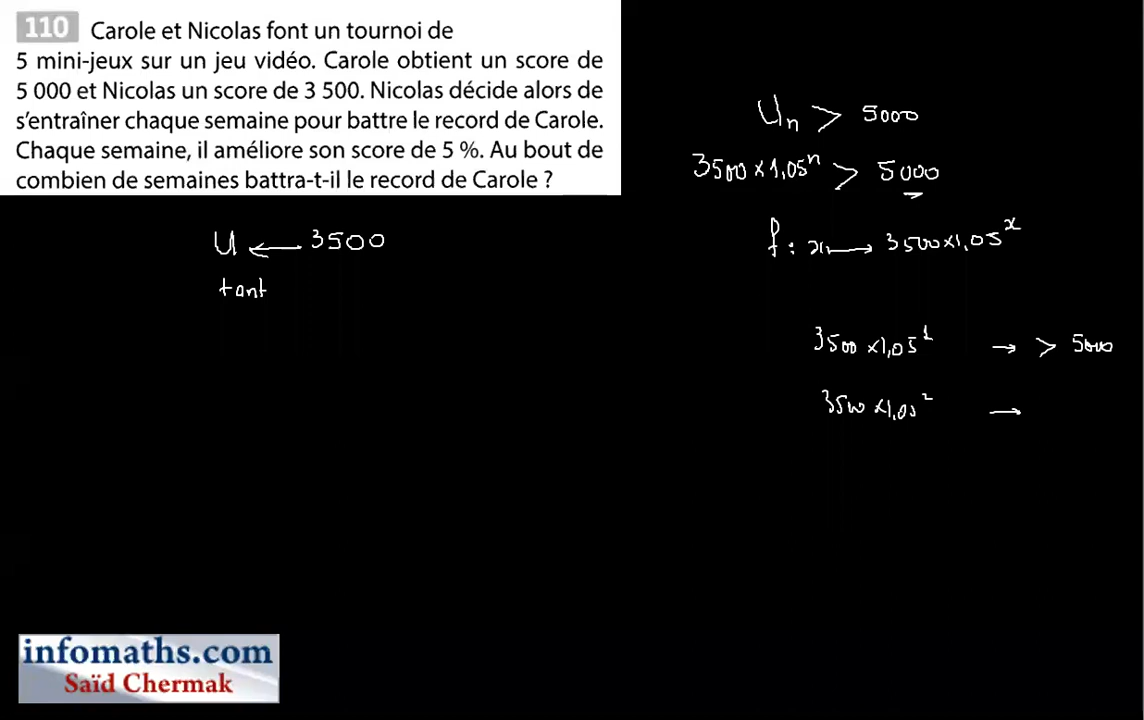 110 Carole et Nicolas font un tournoi de
5 mini-jeux sur un jeu vidéo. Carole obtient un score de
5 000 et Nicolas un score de 3 500. Nicolas décide alors de
s'entraîner chaque semaine pour battre le record de Carole.
Chaque semaine, il améliore son score de 5 %. Au bout de
combien de semaines battra-t-il le record de Carole ?
U ← 3500
tant
Uₙ > 5000
3500 × 1,05ⁿ > 5000
f : x ⟶ 3500×1,05ˣ
3500 ×1,05¹ → > 5000
3500 ×1,05² →
infomaths.com
Saïd Chermak